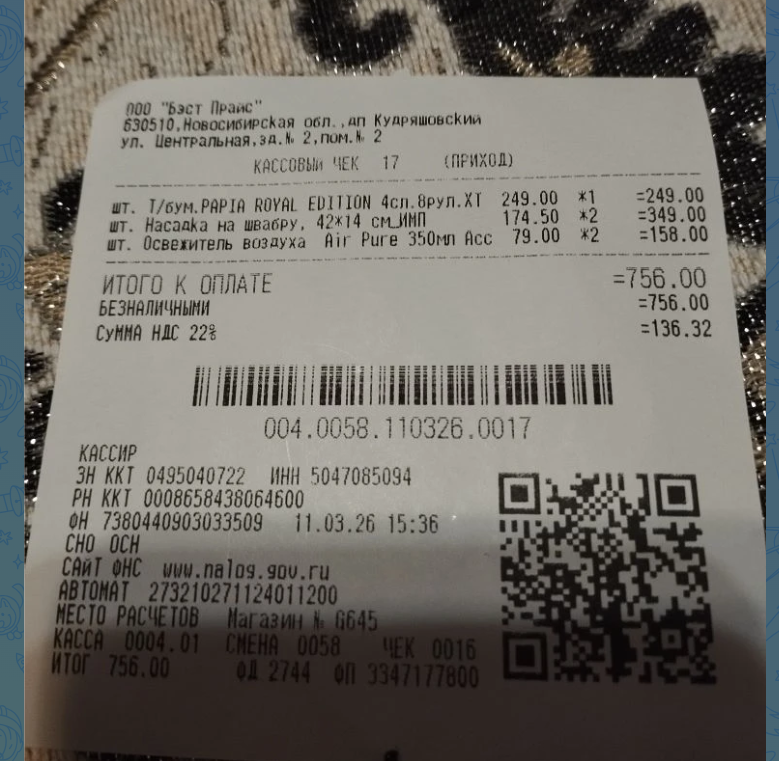 ООО "Бэст Прайс"
630510,Новосибирская обл.,дп Кудряшовский
ул. Центральная,зд.№ 2,пом.№ 2
КАССОВЫЙ ЧЕК 17 (ПРИХОД)
шт. Т/бум.PAPIA ROYAL EDITION 4сл.8рул.ХТ 249.00 *1 =249.00
шт. Насадка на швабру, 42*14 см_ИМП 174.50 *2 =349.00
шт. Освежитель воздуха Air Pure 350мл Асс 79.00 *2 =158.00
ИТОГО К ОПЛАТЕ =756.00
БЕЗНАЛИЧНЫМИ =756.00
СУММА НДС 22% =136.32
004.0058.110326.0017
КАССИР
ЗН ККТ 0495040722 ИНН 5047085094
РН ККТ 0008658438064600
ФН 7380440903033509 11.03.26 15:36
СНО ОСН
САЙТ ФНС www.nalog.gov.ru
АВТОМАТ 273210271124011200
МЕСТО РАСЧЕТОВ Магазин № G645
КАССА 0004.01 СМЕНА 0058 ЧЕК 0016
ИТОГ 756.00 ФД 2744 ФП 3347177800